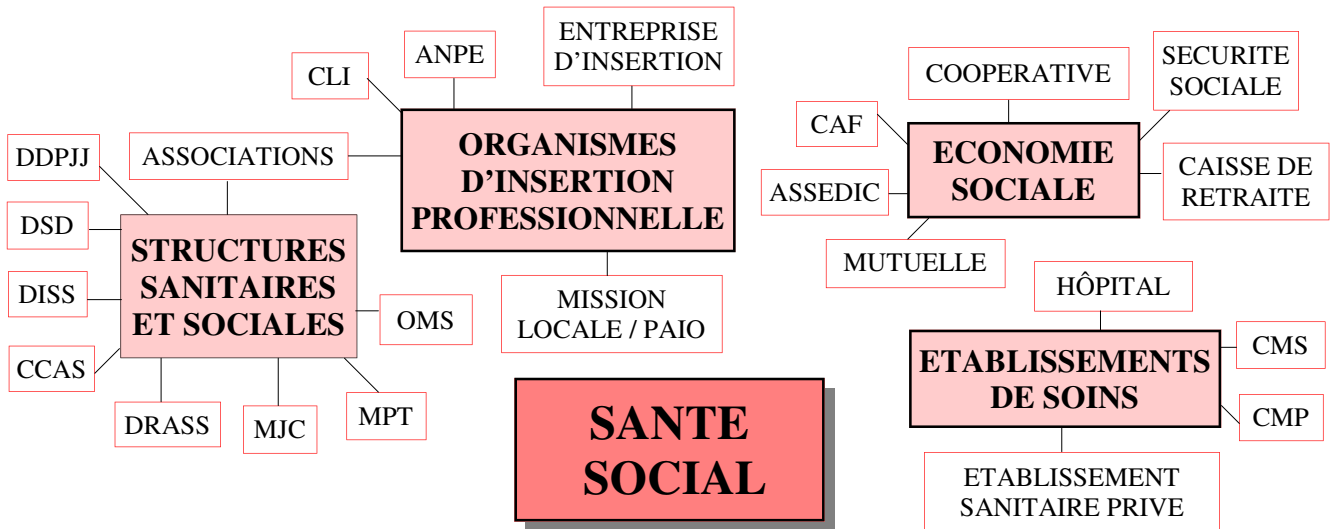 ENTREPRISE
D’INSERTION
ANPE
CLI
ASSOCIATIONS
ORGANISMES
D’INSERTION
PROFESSIONNELLE
MISSION
LOCALE / PAIO
DDPJJ
DSD
DISS
CCAS
STRUCTURES
SANITAIRES
ET SOCIALES
OMS
DRASS
MJC
MPT
COOPERATIVE
SÉCURITE
SOCIALE
CAF
ASSEDIC
ECONOMIE
SOCIALE
CAISSE DE
RETRAITE
MUTUELLE
HÔPITAL
ETABLISSEMENTS
DE SOINS
CMS
CMP
ETABLISSEMENT
SANITAIRE PRIVE
SANTE
SOCIAL